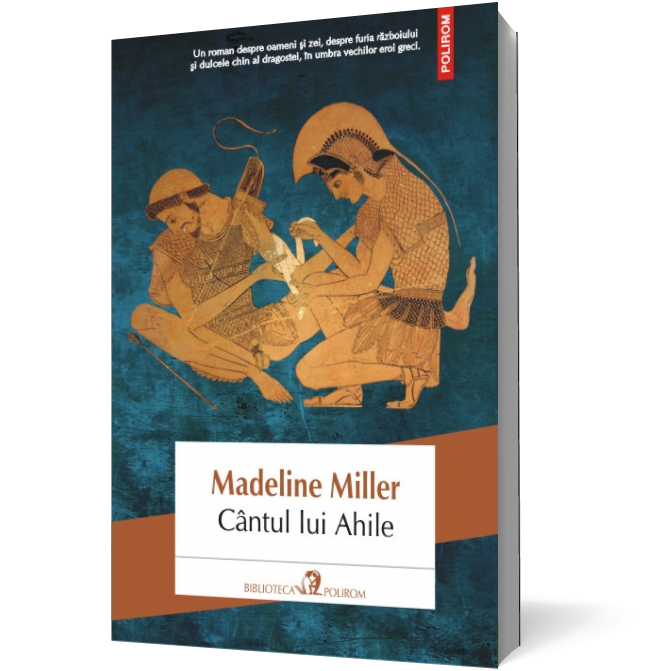 Un roman despre oameni și zei, despre furia războiului
și dulcele chin al dragostei, în umbra vechilor eroi greci.
POLIROM
Madeline Miller
Cântul lui Ahile
BIBLIOTECA POLIROM